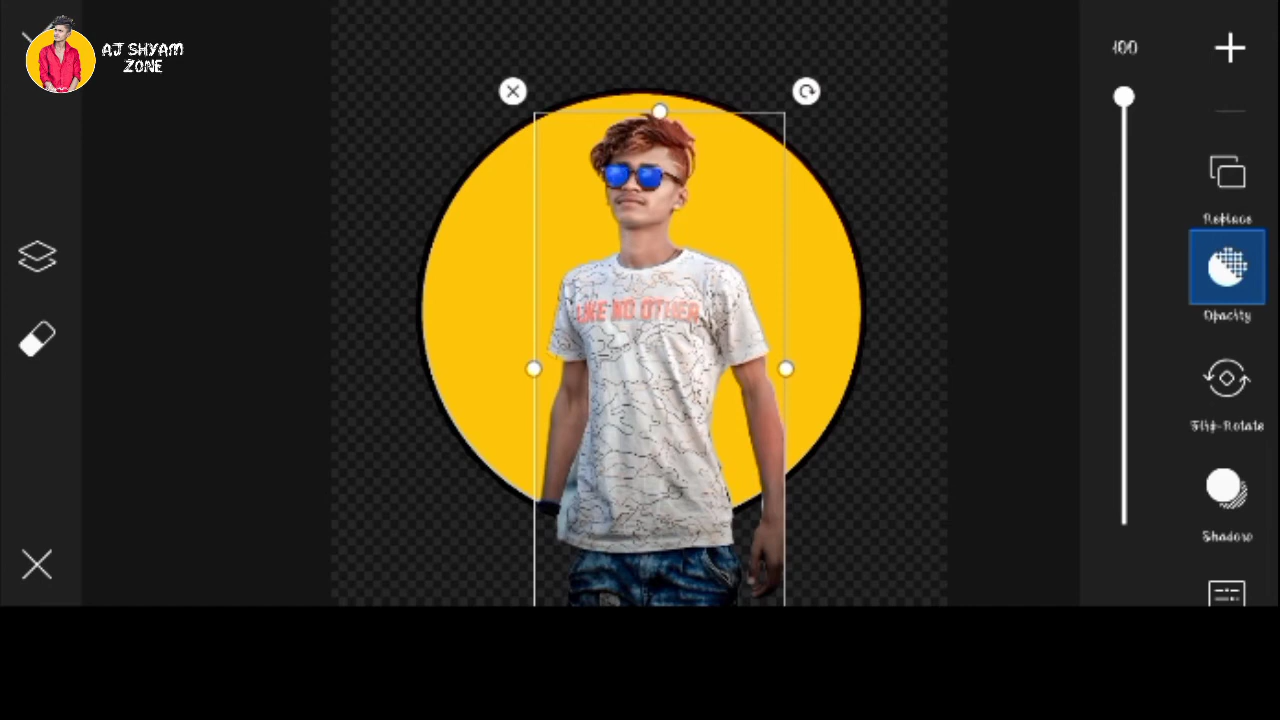 AJ SHYAM
ZONE
100
Replace
Opacity
Flip-Rotate
Shadow
LIKE NO OTHER